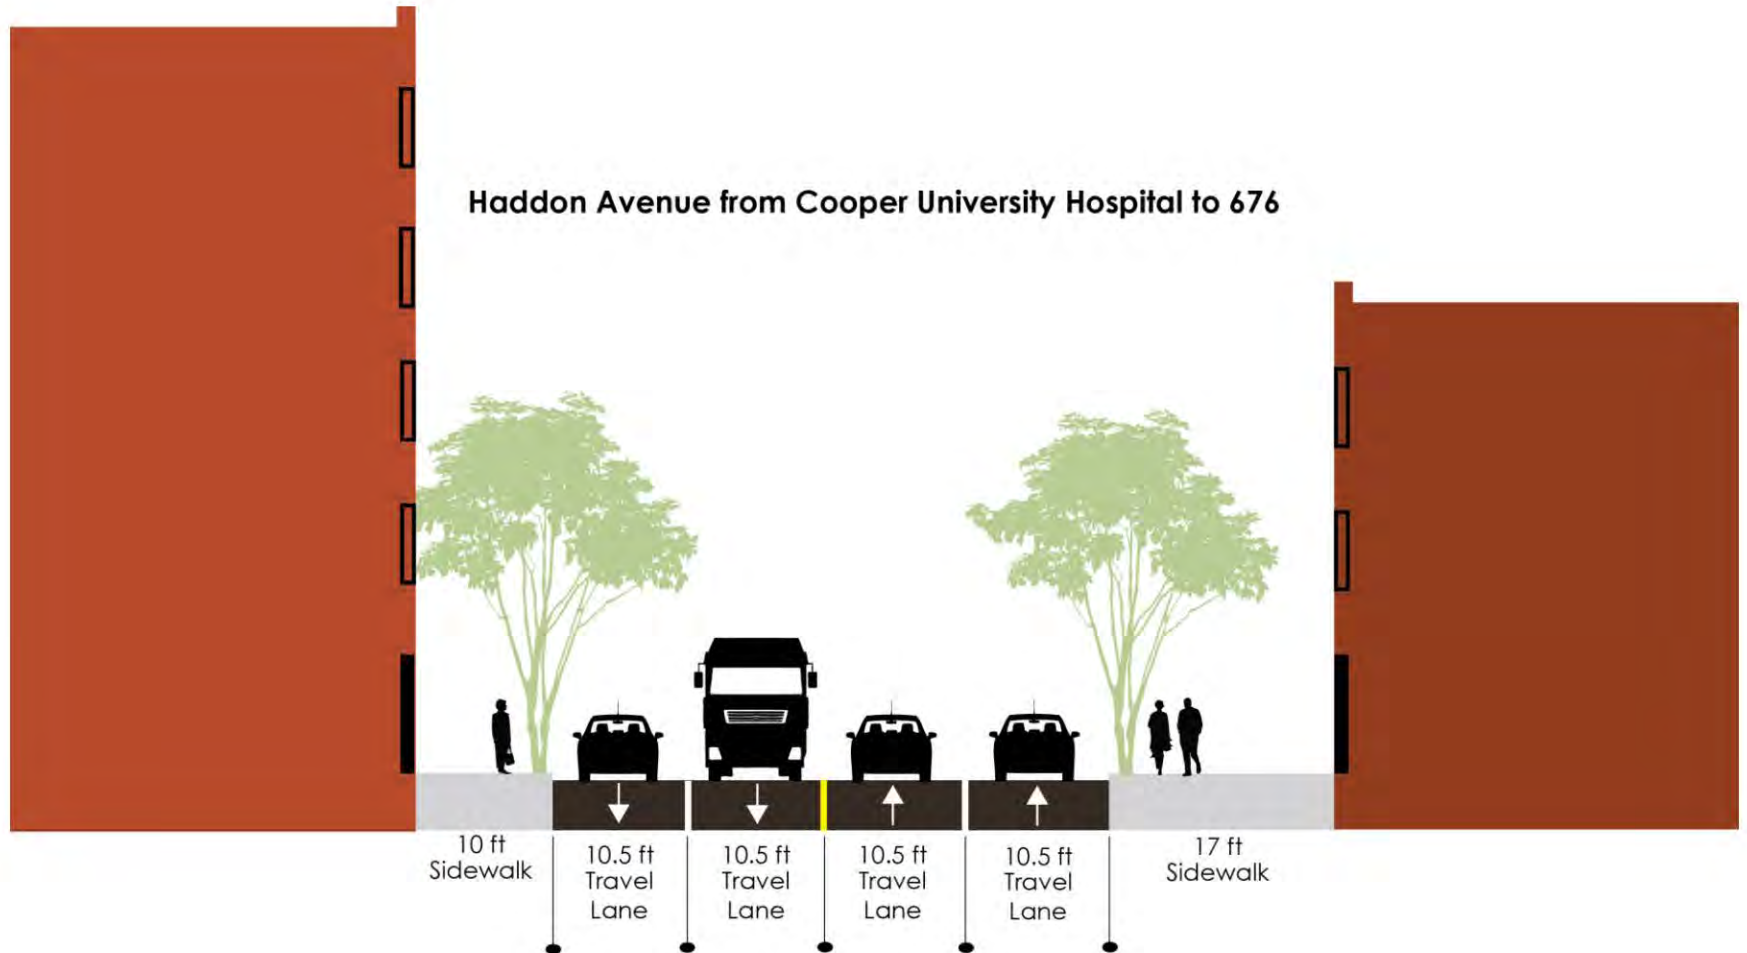 Haddon Avenue from Cooper University Hospital to 676
10 ft
Sidewalk
10.5 ft
Travel
Lane
10.5 ft
Travel
Lane
10.5 ft
Travel
Lane
10.5 ft
Travel
Lane
17 ft
Sidewalk